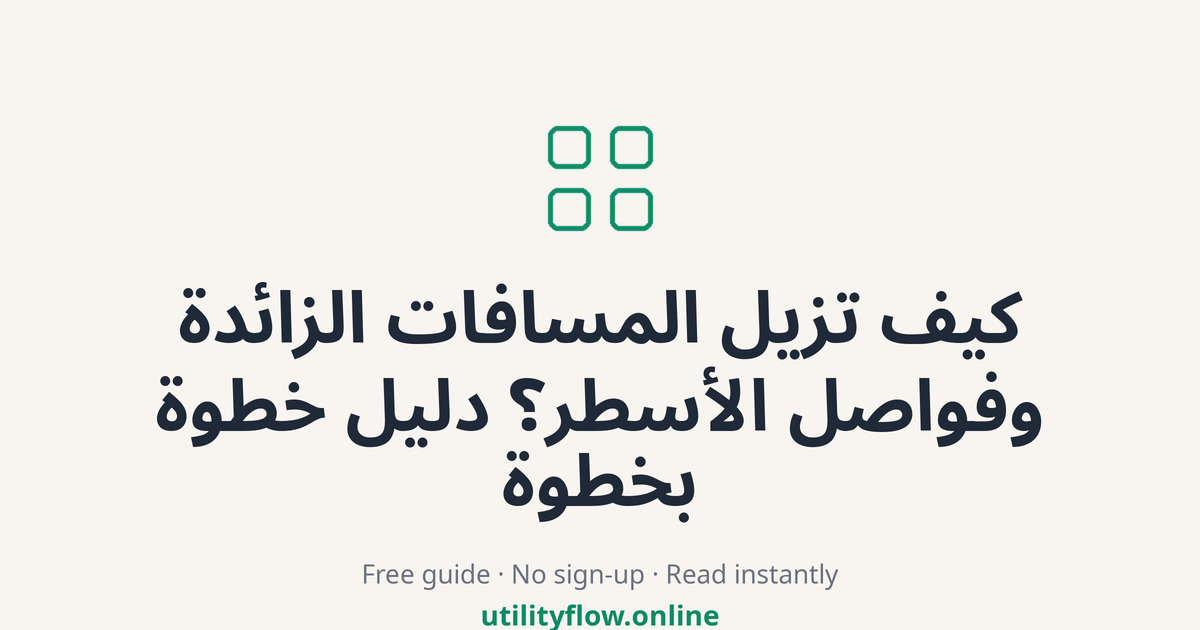 كيف تزيل المسافات الزائدة
وفواصل الأسطر؟ دليل خطوة
بخطوة
Free guide · No sign-up · Read instantly
utilityflow.online